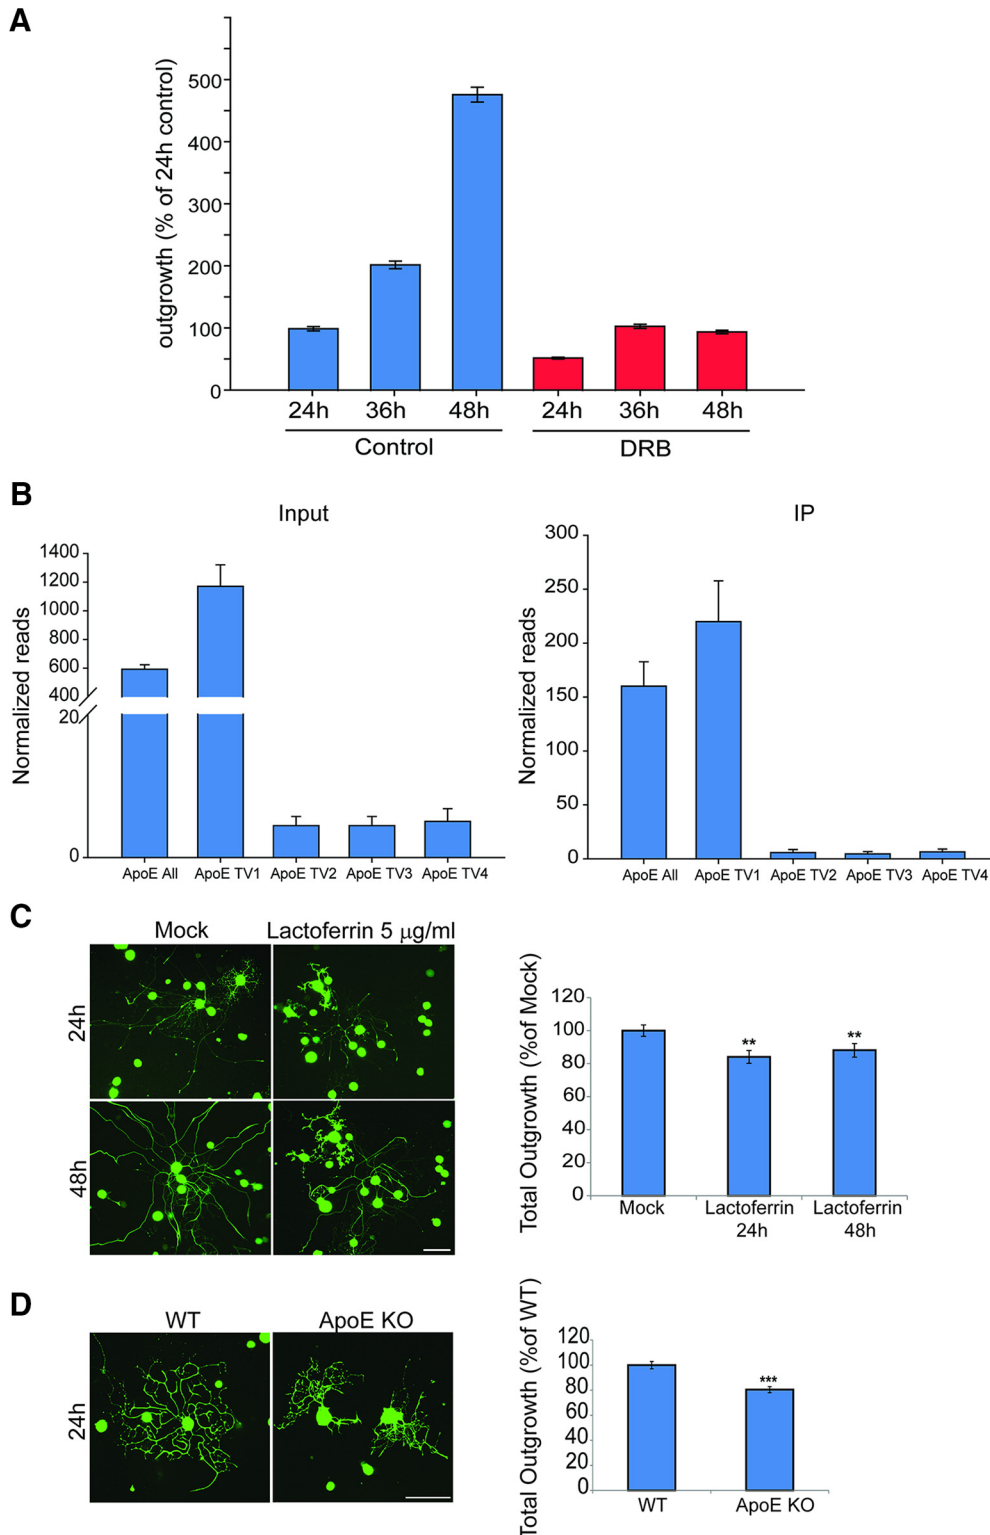 A
outgrowth (% of 24h control)
500
400
300
200
100
0
24h 36h 48h 24h 36h 48h
Control DRB
B
Input
Normalized reads
1400
1200
1000
800
600
400
20
0
ApoE All ApoE TV1 ApoE TV2 ApoE TV3 ApoE TV4
IP
Normalized reads
300
250
200
150
100
50
0
ApoE All ApoE TV1 ApoE TV2 ApoE TV3 ApoE TV4
C
Mock Lactoferrin 5 μg/ml
24h
48h
Total Outgrowth (%of Mock)
120
100
80
60
40
20
0
** **
Mock Lactoferrin Lactoferrin
24h 48h
D
WT ApoE KO
24h
Total Outgrowth (%of WT)
120
100
80
60
40
20
0
***
WT ApoE KO